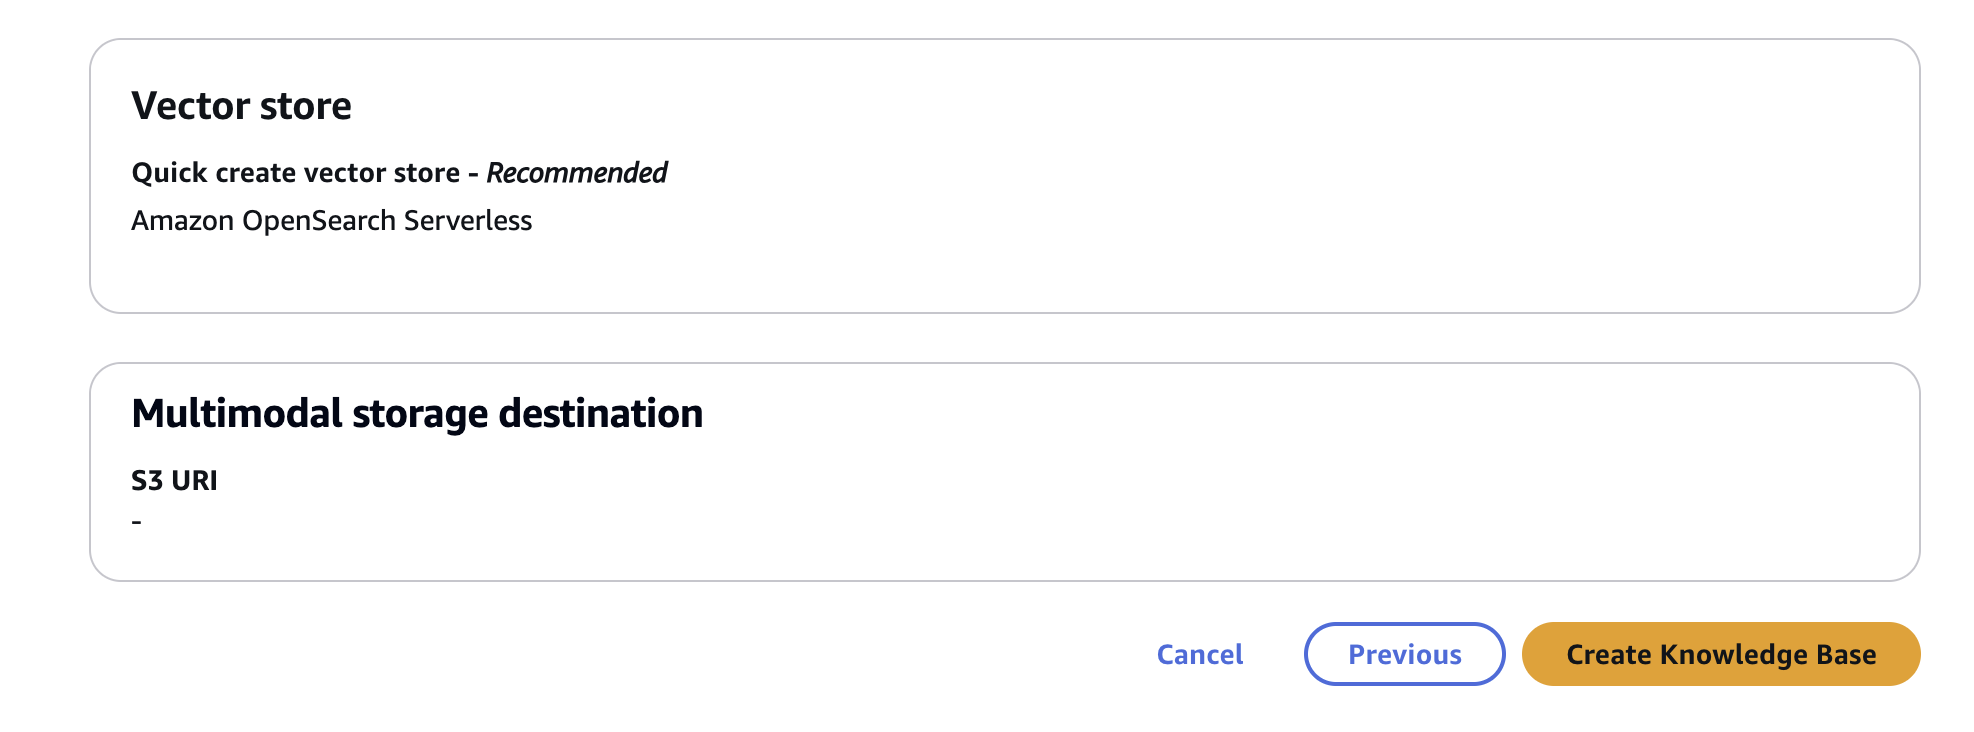 Vector store
Quick create vector store - Recommended
Amazon OpenSearch Serverless
Multimodal storage destination
S3 URI
-
Cancel
Previous
Create Knowledge Base